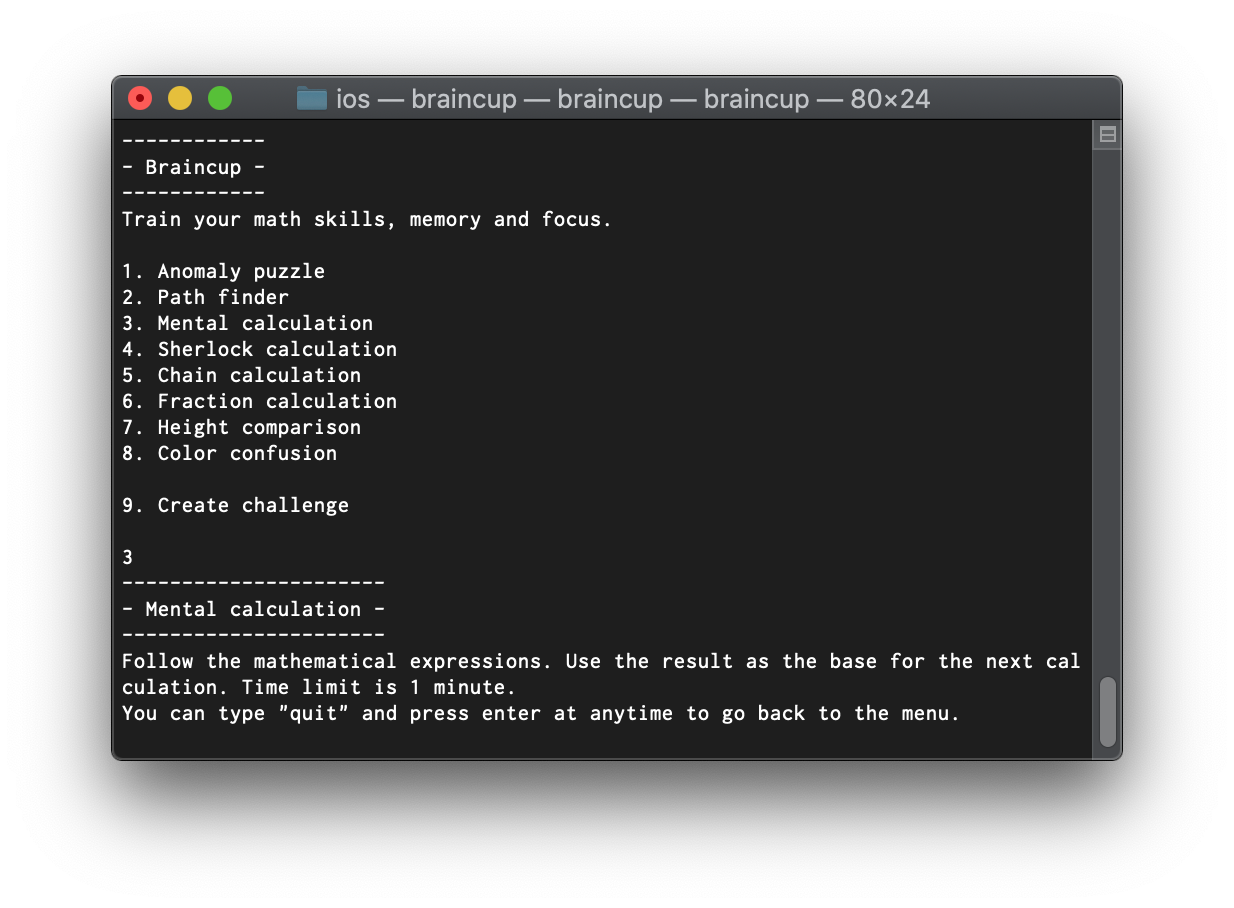 ios — braincup — braincup — braincup — 80×24
------------
- Braincup -
------------
Train your math skills, memory and focus.
1. Anomaly puzzle
2. Path finder
3. Mental calculation
4. Sherlock calculation
5. Chain calculation
6. Fraction calculation
7. Height comparison
8. Color confusion
9. Create challenge
3
----------------------
- Mental calculation -
----------------------
Follow the mathematical expressions. Use the result as the base for the next cal
culation. Time limit is 1 minute.
You can type "quit" and press enter at anytime to go back to the menu.